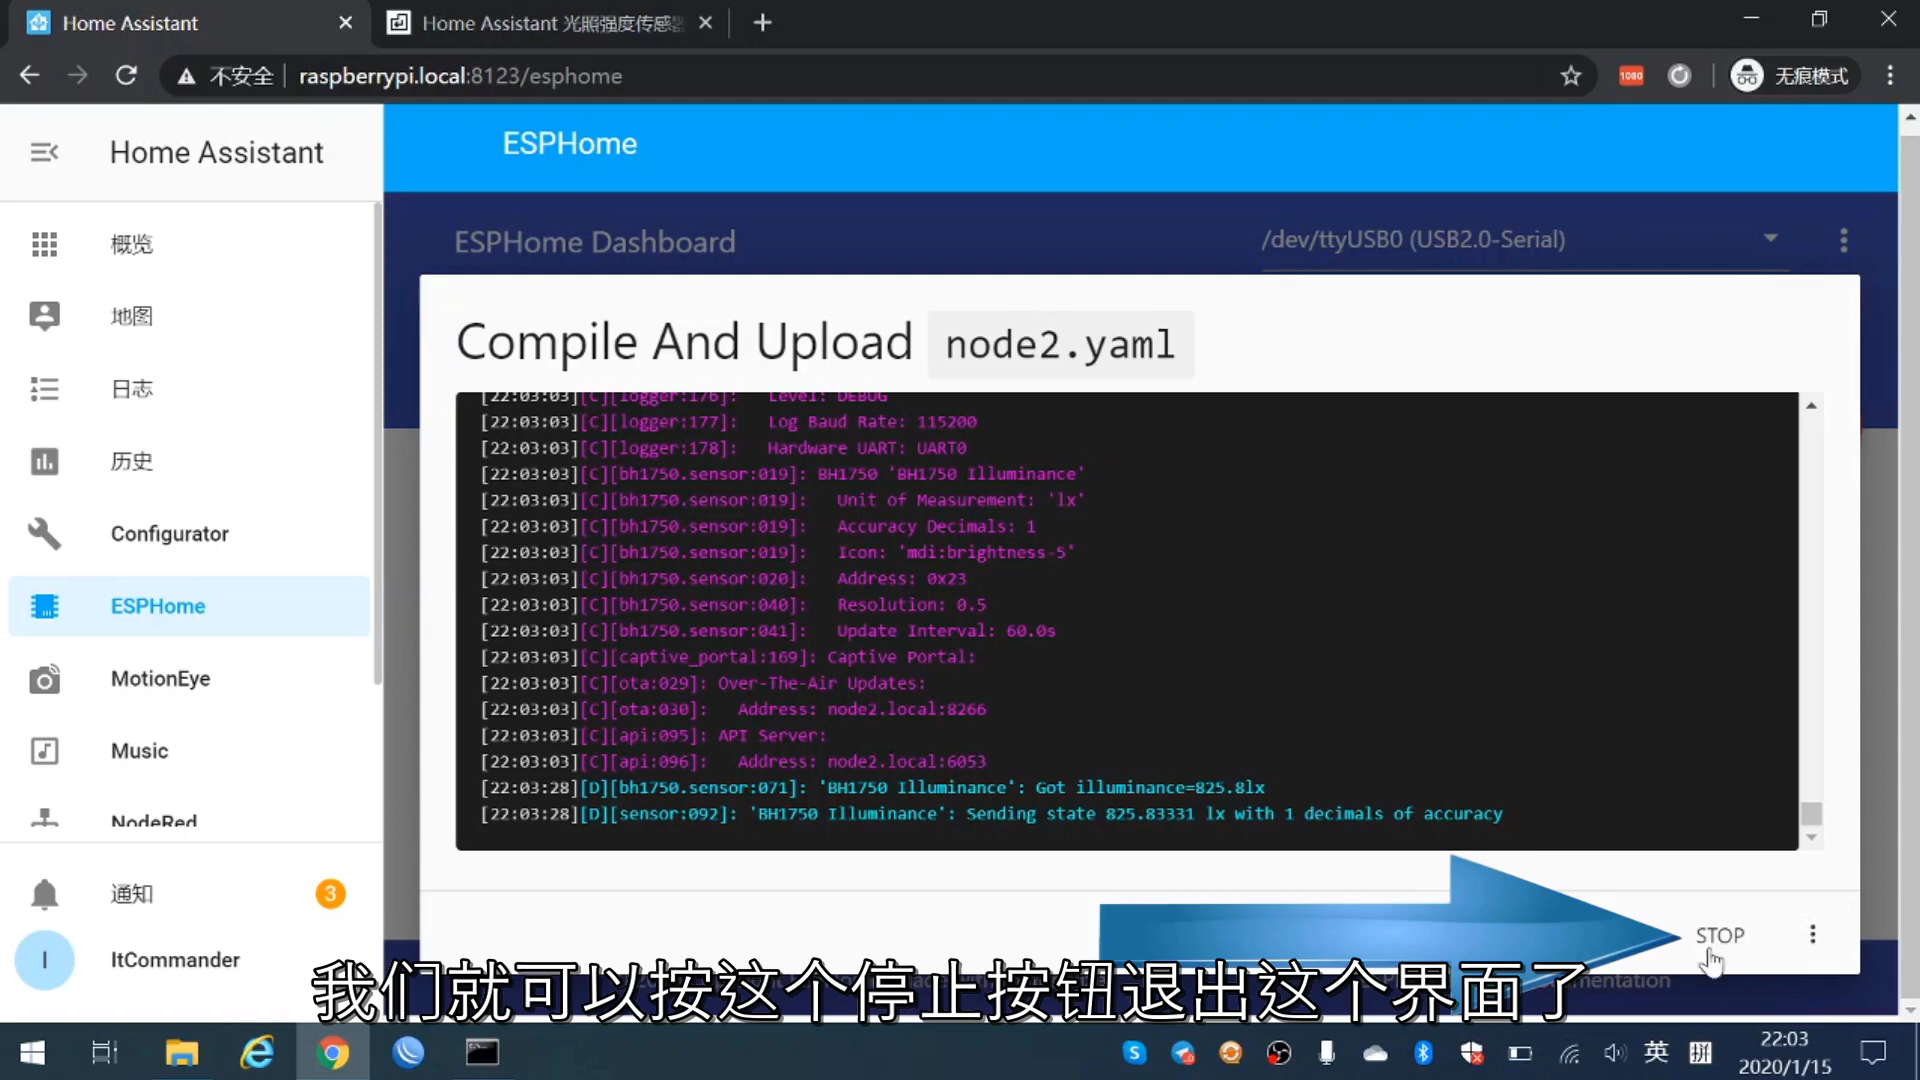 Home Assistant
Home Assistant 光照强度传感器
不安全
raspberrypi.local:8123/esphome
1080
无痕模式
Home Assistant
概览
地图
日志
历史
Configurator
ESPHome
MotionEye
Music
NodeRed
通知
3
I
ItCommander
ESPHome
ESPHome Dashboard
/dev/ttyUSB0 (USB2.0-Serial)
Compile And Upload node2.yaml
[22:03:03][C][logger:176]: Level: DEBUG
[22:03:03][C][logger:177]: Log Baud Rate: 115200
[22:03:03][C][logger:178]: Hardware UART: UART0
[22:03:03][C][bh1750.sensor:019]: BH1750 'BH1750 Illuminance'
[22:03:03][C][bh1750.sensor:019]: Unit of Measurement: 'lx'
[22:03:03][C][bh1750.sensor:019]: Accuracy Decimals: 1
[22:03:03][C][bh1750.sensor:019]: Icon: 'mdi:brightness-5'
[22:03:03][C][bh1750.sensor:020]: Address: 0x23
[22:03:03][C][bh1750.sensor:040]: Resolution: 0.5
[22:03:03][C][bh1750.sensor:041]: Update Interval: 60.0s
[22:03:03][C][captive_portal:169]: Captive Portal:
[22:03:03][C][ota:029]: Over-The-Air Updates:
[22:03:03][C][ota:030]: Address: node2.local:8266
[22:03:03][C][api:095]: API Server:
[22:03:03][C][api:096]: Address: node2.local:6053
[22:03:28][D][bh1750.sensor:071]: 'BH1750 Illuminance': Got illuminance=825.8lx
[22:03:28][D][sensor:092]: 'BH1750 Illuminance': Sending state 825.83331 lx with 1 decimals of accuracy
STOP
我们就可以按这个停止按钮退出这个界面了
英
拼
22:03
2020/1/15